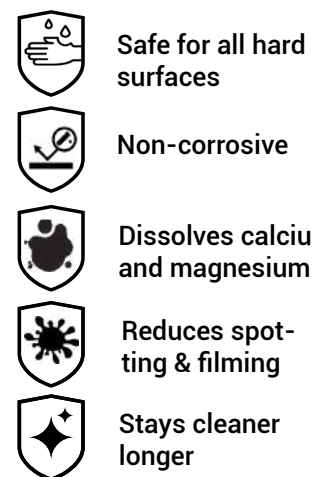 Safe for all hard
surfaces
Non-corrosive
Dissolves calciu
and magnesium
Reduces spot-
ting & filming
Stays cleaner
longer